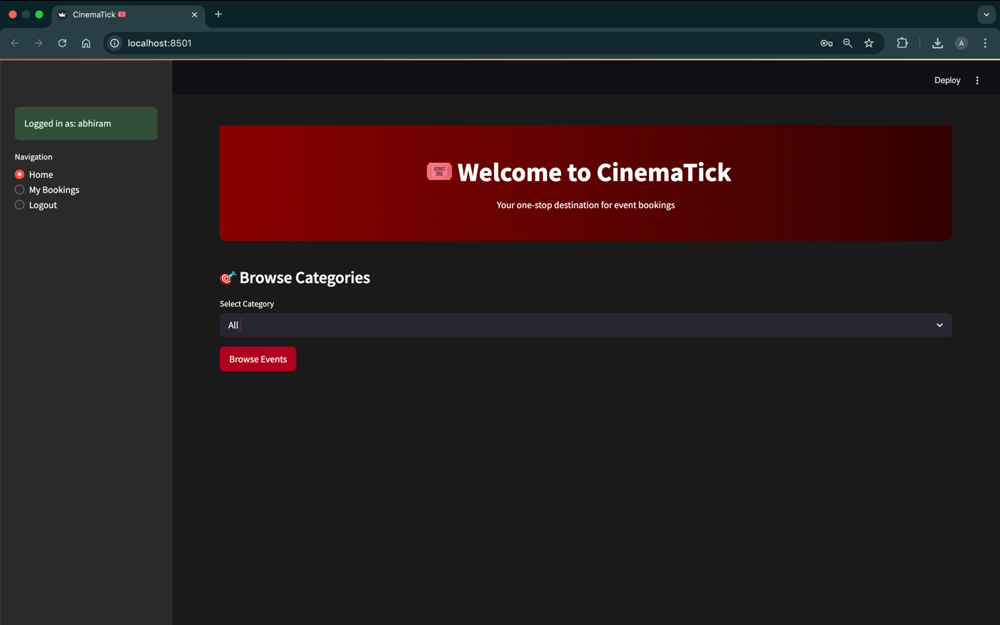 CinemaTick
localhost:8501
A
Deploy
Logged in as: abhiram
Navigation
Home
My Bookings
Logout
ADMIT
ONE
Welcome to CinemaTick
Your one-stop destination for event bookings
Browse Categories
Select Category
All
Browse Events